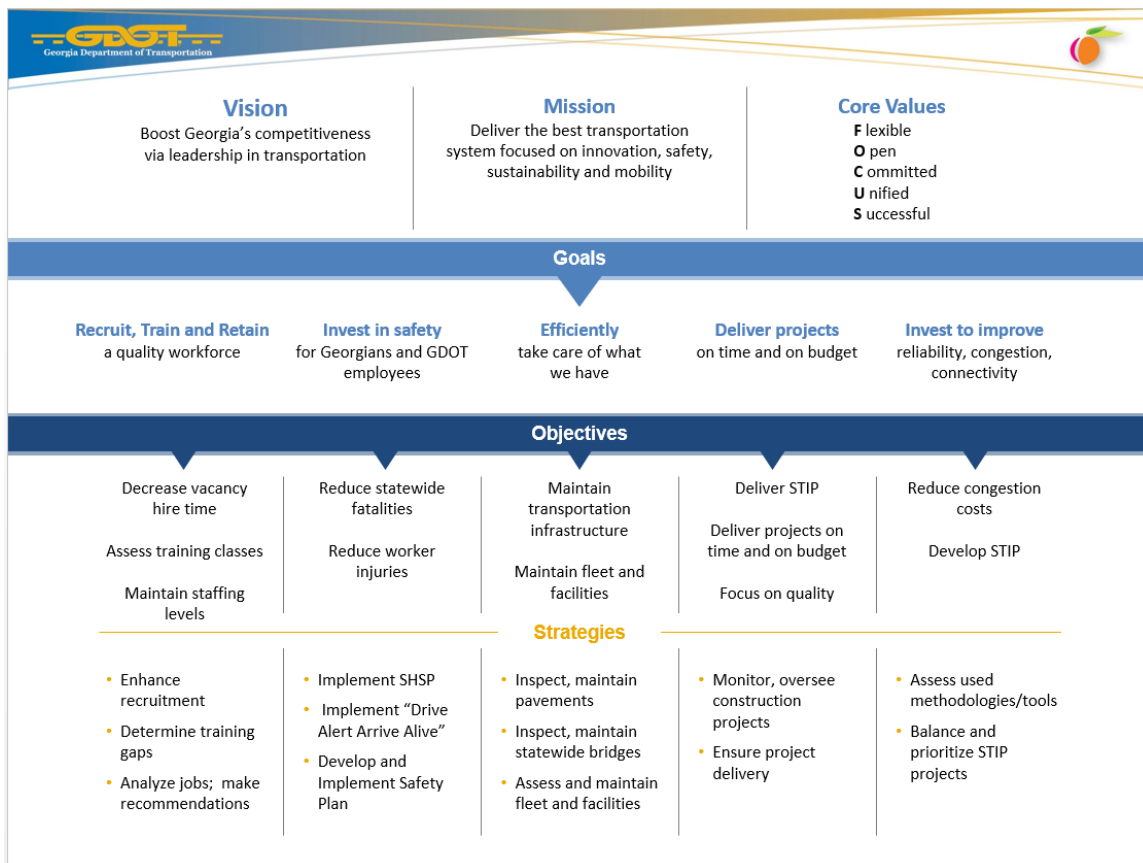 GDOT
Georgia Department of Transportation
Vision
Boost Georgia's competitiveness
via leadership in transportation
Mission
Deliver the best transportation
system focused on innovation, safety,
sustainability and mobility
Core Values
F lexible
O pen
C ommitted
U nified
S uccessful
Goals
Recruit, Train and Retain
a quality workforce
Invest in safety
for Georgians and GDOT
employees
Efficiently
take care of what
we have
Deliver projects
on time and on budget
Invest to improve
reliability, congestion,
connectivity
Objectives
Decrease vacancy
hire time
Assess training classes
Maintain staffing
levels
Reduce statewide
fatalities
Reduce worker
injuries
Maintain
transportation
infrastructure
Maintain fleet and
facilities
Deliver STIP
Deliver projects on
time and on budget
Focus on quality
Reduce congestion
costs
Develop STIP
Strategies
• Enhance
recruitment
• Determine training
gaps
• Analyze jobs; make
recommendations
• Implement SHSP
• Implement "Drive
Alert Arrive Alive"
• Develop and
Implement Safety
Plan
• Inspect, maintain
pavements
• Inspect, maintain
statewide bridges
• Assess and maintain
fleet and facilities
• Monitor, oversee
construction
projects
• Ensure project
delivery
• Assess used
methodologies/tools
• Balance and
prioritize STIP
projects